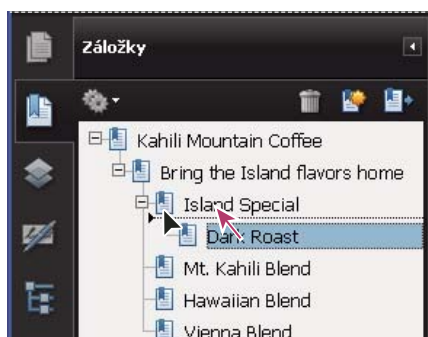 Záložky
Kahili Mountain Coffee
Bring the Island flavors home
Island Special
Dark Roast
Mt. Kahili Blend
Hawaiian Blend
Vienna Blend